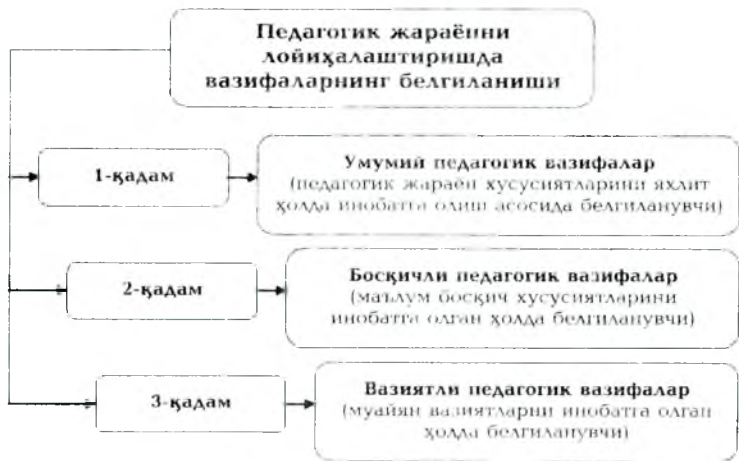 Педагогик жараённи
лойиҳалаштиришда
вазифаларнинг белгиланиши
1-қадам
Умумий педагогик вазифалар
(педагогик жараён хусусиятларини яхлит
ҳолда инобатга олиш асосида белгиланувчи)
2-қадам
Босқичли педагогик вазифалар
(маълум босқич хусусиятларини
инобатга олган ҳолда белгиланувчи)
3-қадам
Вазиятли педагогик вазифалар
(муайян вазиятларни инобатга олган
ҳолда белгиланувчи)